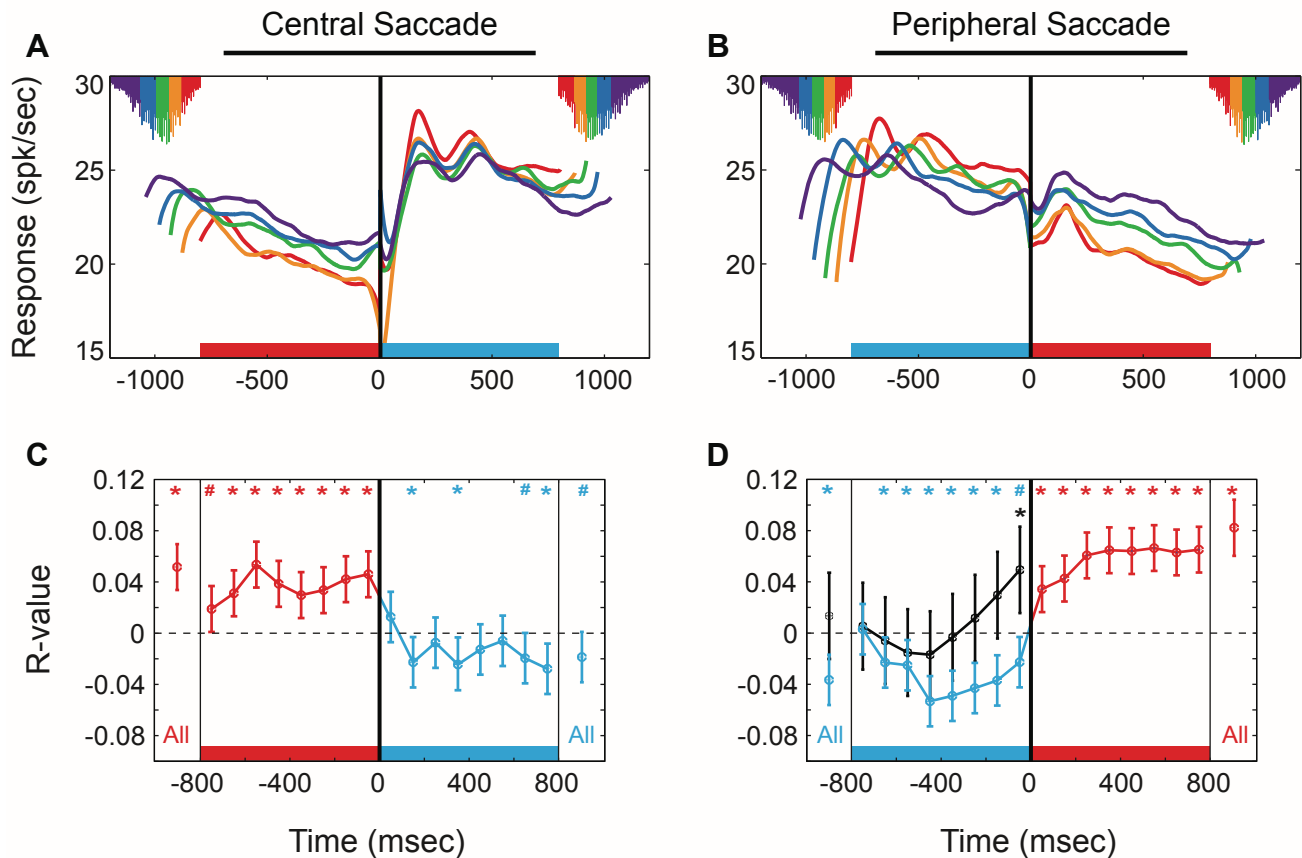 Central Saccade
Peripheral Saccade
A
B
Response (spk/sec)
30
25
20
15
-1000
-500
0
500
1000
30
25
20
15
-1000
-500
0
500
1000
C
D
R-value
0.12
0.08
0.04
0
-0.04
-0.08
* # * * * * * * * * * # * #
All
All
-800
-400
0
400
800
Time (msec)
0.12
0.08
0.04
0
-0.04
-0.08
* * * * * * * # * * * * * * * * *
*
All
All
-800
-400
0
400
800
Time (msec)